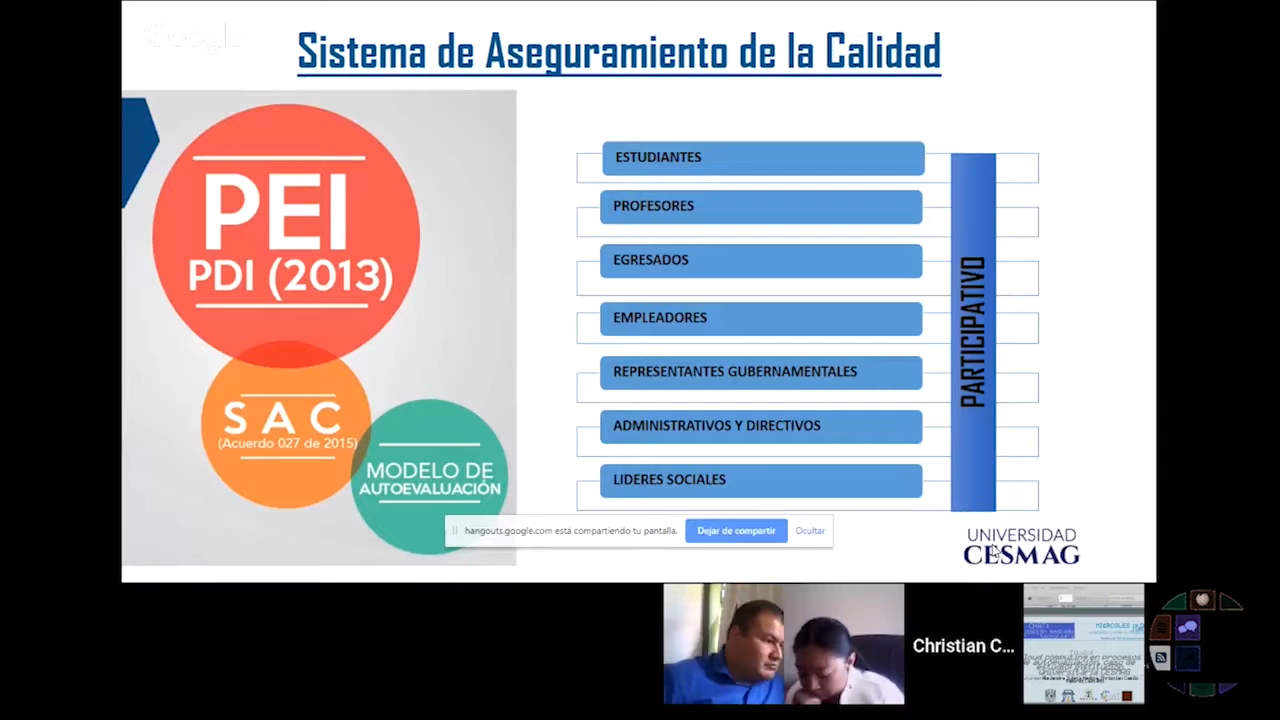 Google
Sistema de Aseguramiento de la Calidad
PEI
PDI (2013)
S A C
(Acuerdo 027 de 2015)
MODELO DE
AUTOEVALUACIÓN
ESTUDIANTES
PROFESORES
EGRESADOS
EMPLEADORES
REPRESENTANTES GUBERNAMENTALES
ADMINISTRATIVOS Y DIRECTIVOS
LIDERES SOCIALES
PARTICIPATIVO
hangouts.google.com está compartiendo tu pantalla.
Dejar de compartir
Ocultar
UNIVERSIDAD
CESMAG
Christian C...